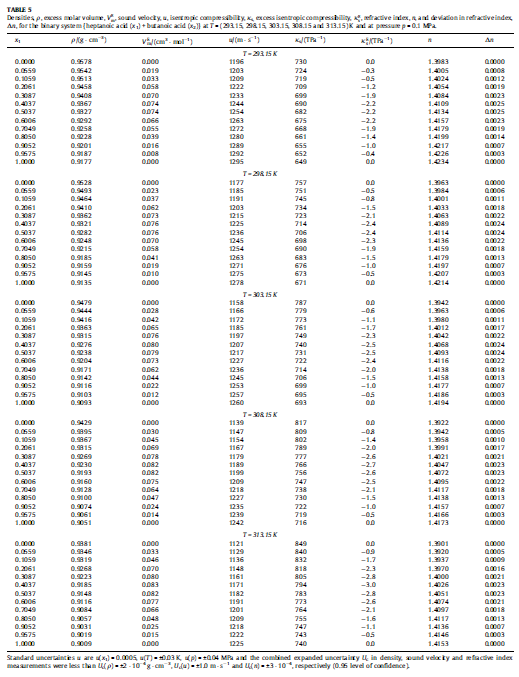 TABLE 5
Densities, ρ, excess molar volume, Vᴱₘ, sound velocity, u, isentropic compressibility, κₛ, excess isentropic compressibility, κᴱₛ, refractive index, n, and deviation in refractive index,
Δn, for the binary system {heptanoic acid (x₁) + butanoic acid (x₂)} at T = (293.15, 298.15, 303.15, 308.15 and 313.15) K and at pressure p = 0.1 MPa.
x₁ ρ/(g · cm⁻³) Vᴱₘ/(cm³ · mol⁻¹) u/(m · s⁻¹) κₛ/(TPa⁻¹) κᴱₛ/(TPa⁻¹) n Δn
T = 293.15 K
0.0000 0.9578 0.000 1196 730 0.0 1.3983 0.0000
0.0559 0.9542 0.019 1203 724 −0.3 1.4005 0.0008
0.1059 0.9513 0.033 1209 719 −0.5 1.4024 0.0012
0.2061 0.9458 0.058 1222 709 −1.2 1.4054 0.0019
0.3087 0.9408 0.070 1233 699 −1.9 1.4084 0.0023
0.4037 0.9367 0.074 1244 690 −2.2 1.4109 0.0025
0.5037 0.9327 0.074 1254 682 −2.2 1.4134 0.0025
0.6006 0.9292 0.066 1263 675 −2.2 1.4157 0.0023
0.7049 0.9258 0.055 1272 668 −1.9 1.4179 0.0019
0.8050 0.9228 0.039 1280 661 −1.4 1.4199 0.0014
0.9052 0.9201 0.016 1289 655 −1.0 1.4217 0.0007
0.9575 0.9187 0.008 1292 652 −0.4 1.4226 0.0003
1.0000 0.9177 0.000 1295 649 0.0 1.4234 0.0000
T = 298.15 K
0.0000 0.9528 0.000 1177 757 0.0 1.3963 0.0000
0.0559 0.9493 0.023 1185 751 −0.5 1.3984 0.0006
0.1059 0.9464 0.037 1191 745 −0.8 1.4001 0.0011
0.2061 0.9410 0.062 1203 734 −1.5 1.4033 0.0018
0.3087 0.9362 0.073 1215 723 −2.1 1.4063 0.0022
0.4037 0.9321 0.076 1225 714 −2.4 1.4089 0.0024
0.5037 0.9282 0.076 1236 706 −2.4 1.4114 0.0024
0.6006 0.9248 0.070 1245 698 −2.3 1.4136 0.0022
0.7049 0.9215 0.058 1254 690 −1.9 1.4159 0.0018
0.8050 0.9185 0.041 1263 683 −1.5 1.4179 0.0013
0.9052 0.9159 0.019 1271 676 −1.0 1.4197 0.0007
0.9575 0.9145 0.010 1275 673 −0.5 1.4207 0.0003
1.0000 0.9135 0.000 1278 671 0.0 1.4214 0.0000
T = 303.15 K
0.0000 0.9479 0.000 1158 787 0.0 1.3942 0.0000
0.0559 0.9444 0.028 1166 779 −0.6 1.3963 0.0006
0.1059 0.9416 0.042 1172 773 −1.1 1.3980 0.0011
0.2061 0.9363 0.065 1185 761 −1.7 1.4012 0.0017
0.3087 0.9315 0.076 1197 749 −2.3 1.4042 0.0022
0.4037 0.9276 0.080 1207 740 −2.5 1.4068 0.0024
0.5037 0.9238 0.079 1217 731 −2.5 1.4093 0.0024
0.6006 0.9204 0.073 1227 722 −2.4 1.4116 0.0022
0.7049 0.9171 0.062 1236 714 −2.0 1.4138 0.0018
0.8050 0.9142 0.044 1245 706 −1.5 1.4158 0.0013
0.9052 0.9116 0.022 1253 699 −1.0 1.4177 0.0007
0.9575 0.9103 0.012 1257 695 −0.5 1.4186 0.0003
1.0000 0.9093 0.000 1260 693 0.0 1.4194 0.0000
T = 308.15 K
0.0000 0.9429 0.000 1139 817 0.0 1.3922 0.0000
0.0559 0.9395 0.030 1147 809 −0.8 1.3942 0.0005
0.1059 0.9367 0.045 1154 802 −1.4 1.3958 0.0010
0.2061 0.9315 0.069 1167 789 −2.0 1.3991 0.0017
0.3087 0.9269 0.078 1179 777 −2.6 1.4021 0.0021
0.4037 0.9230 0.082 1189 766 −2.7 1.4047 0.0023
0.5037 0.9193 0.082 1199 756 −2.6 1.4072 0.0023
0.6006 0.9160 0.075 1209 747 −2.5 1.4095 0.0022
0.7049 0.9128 0.064 1218 738 −2.1 1.4117 0.0018
0.8050 0.9100 0.047 1227 730 −1.5 1.4138 0.0013
0.9052 0.9074 0.024 1235 722 −1.0 1.4157 0.0007
0.9575 0.9061 0.014 1239 719 −0.5 1.4166 0.0003
1.0000 0.9051 0.000 1242 716 0.0 1.4173 0.0000
T = 313.15 K
0.0000 0.9381 0.000 1121 849 0.0 1.3901 0.0000
0.0559 0.9346 0.033 1129 840 −0.9 1.3920 0.0005
0.1059 0.9319 0.046 1136 832 −1.7 1.3937 0.0009
0.2061 0.9268 0.070 1148 818 −2.3 1.3970 0.0016
0.3087 0.9223 0.080 1161 805 −2.8 1.4000 0.0021
0.4037 0.9185 0.083 1171 794 −3.0 1.4026 0.0023
0.5037 0.9148 0.082 1182 783 −2.8 1.4051 0.0023
0.6006 0.9116 0.077 1191 773 −2.6 1.4074 0.0021
0.7049 0.9084 0.066 1201 764 −2.1 1.4097 0.0018
0.8050 0.9057 0.048 1209 755 −1.6 1.4117 0.0013
0.9052 0.9031 0.025 1218 747 −1.1 1.4136 0.0007
0.9575 0.9019 0.015 1222 743 −0.5 1.4146 0.0003
1.0000 0.9009 0.000 1225 740 0.0 1.4153 0.0000
Standard uncertainties u are u(x₁) = 0.0005, u(T) = ±0.03 K, u(p) = ±0.04 MPa and the combined expanded uncertainty U꜀ in density, sound velocity and refractive index
measurements were less than U꜀(ρ) = ±2 · 10⁻⁴ g · cm⁻³, U꜀(u) = ±1.0 m · s⁻¹ and U꜀(n) = ±3 · 10⁻⁴, respectively (0.95 level of confidence).